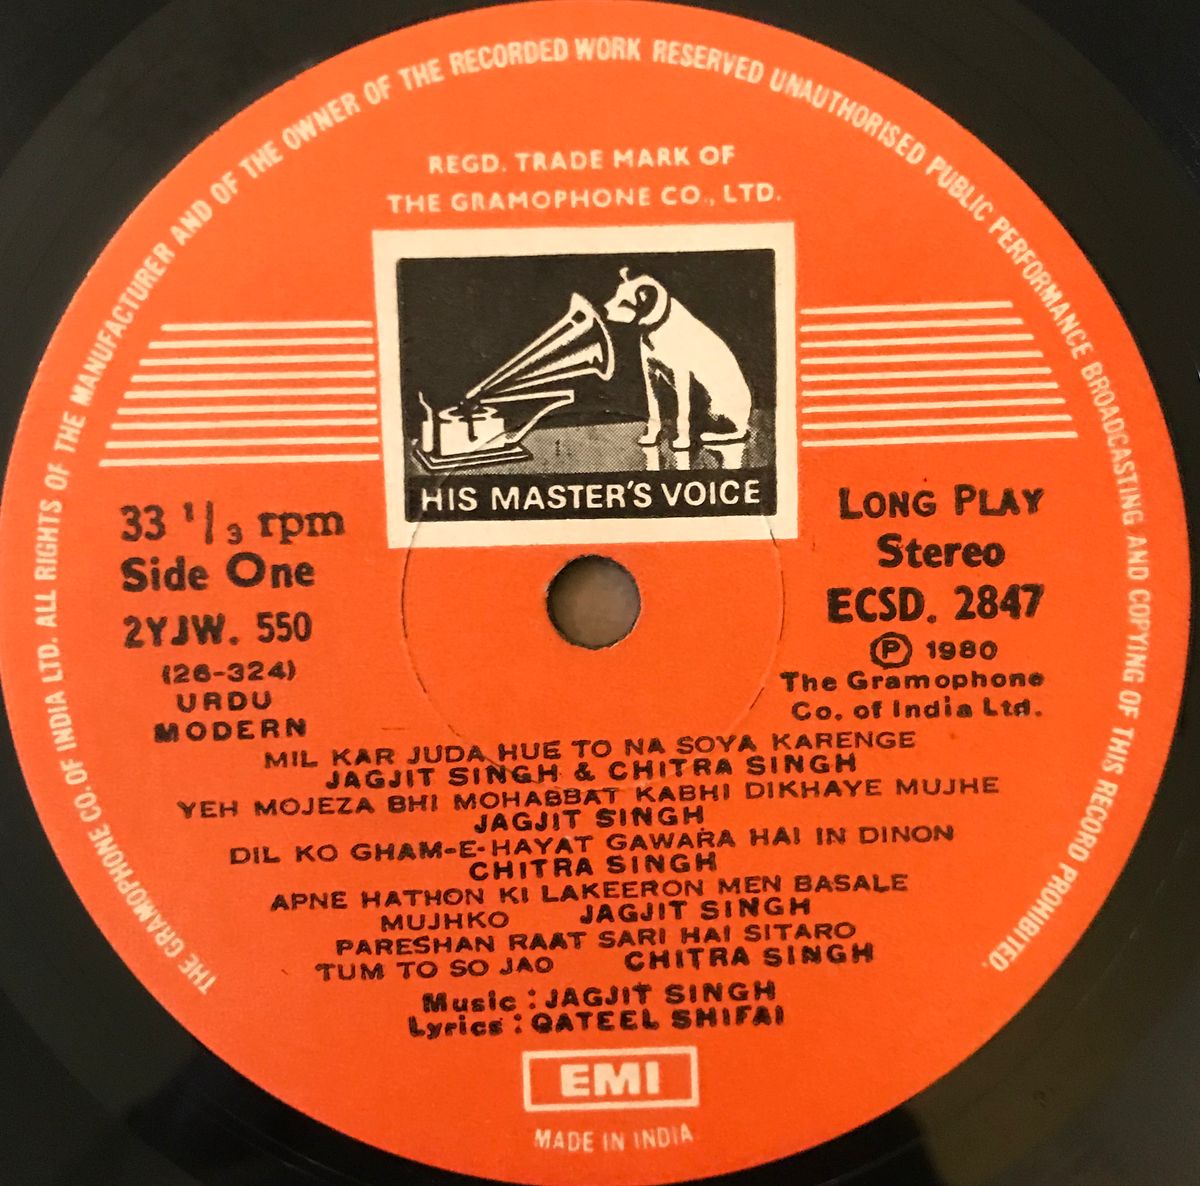 THE GRAMOPHONE CO. OF INDIA LTD. ALL RIGHTS OF THE MANUFACTURER AND OF THE OWNER OF THE RECORDED WORK RESERVED UNAUTHORISED PUBLIC PERFORMANCE BROADCASTING AND COPYING OF THIS RECORD PROHIBITED.
REGD. TRADE MARK OF
THE GRAMOPHONE CO., LTD.
HIS MASTER'S VOICE
33 1/3 rpm
Side One
2YJW. 550
(26-324)
URDU
MODERN
LONG PLAY
Stereo
ECSD. 2847
Ⓟ 1980
The Gramophone
Co. of India Ltd.
MIL KAR JUDA HUE TO NA SOYA KARENGE
JAGJIT SINGH & CHITRA SINGH
YEH MOJEZA BHI MOHABBAT KABHI DIKHAYE MUJHE
JAGJIT SINGH
DIL KO GHAM-E-HAYAT GAWARA HAI IN DINON
CHITRA SINGH
APNE HATHON KI LAKEERON MEN BASALE
MUJHKO JAGJIT SINGH
PARESHAN RAAT SARI HAI SITARO
TUM TO SO JAO CHITRA SINGH
Music : JAGJIT SINGH
Lyrics : QATEEL SHIFAI
EMI
MADE IN INDIA